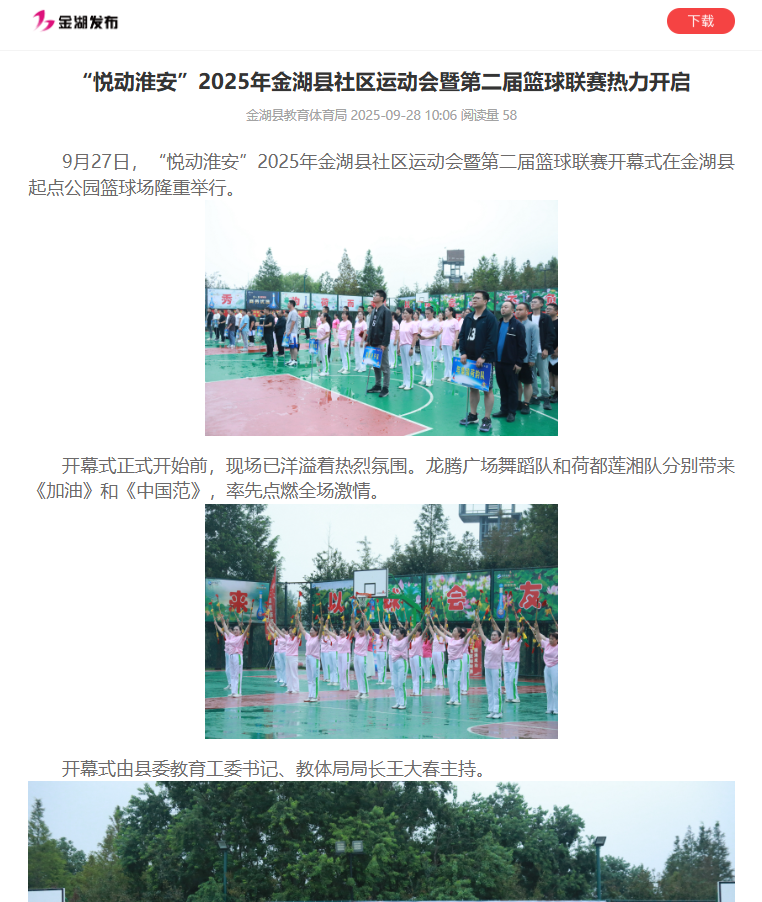 金湖发布
下载
“悦动淮安”2025年金湖县社区运动会暨第二届篮球联赛热力开启
金湖县教育体育局 2025-09-28 10:06 阅读量 58
9月27日，“悦动淮安”2025年金湖县社区运动会暨第二届篮球联赛开幕式在金湖县
起点公园篮球场隆重举行。
秀
开幕式正式开始前，现场已洋溢着热烈氛围。龙腾广场舞蹈队和荷都莲湘队分别带来
《加油》和《中国范》，率先点燃全场激情。
来 以 球 会 友
开幕式由县委教育工委书记、教体局局长王大春主持。